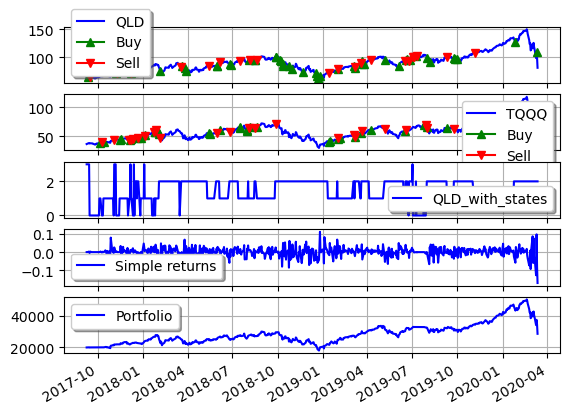 QLD
Buy
Sell
150
100
TQQQ
Buy
Sell
100
50
QLD_with_states
2
0
Simple returns
0.1
0.0
−0.1
Portfolio
40000
20000
2017-10 2018-01 2018-04 2018-07 2018-10 2019-01 2019-04 2019-07 2019-10 2020-01 2020-04